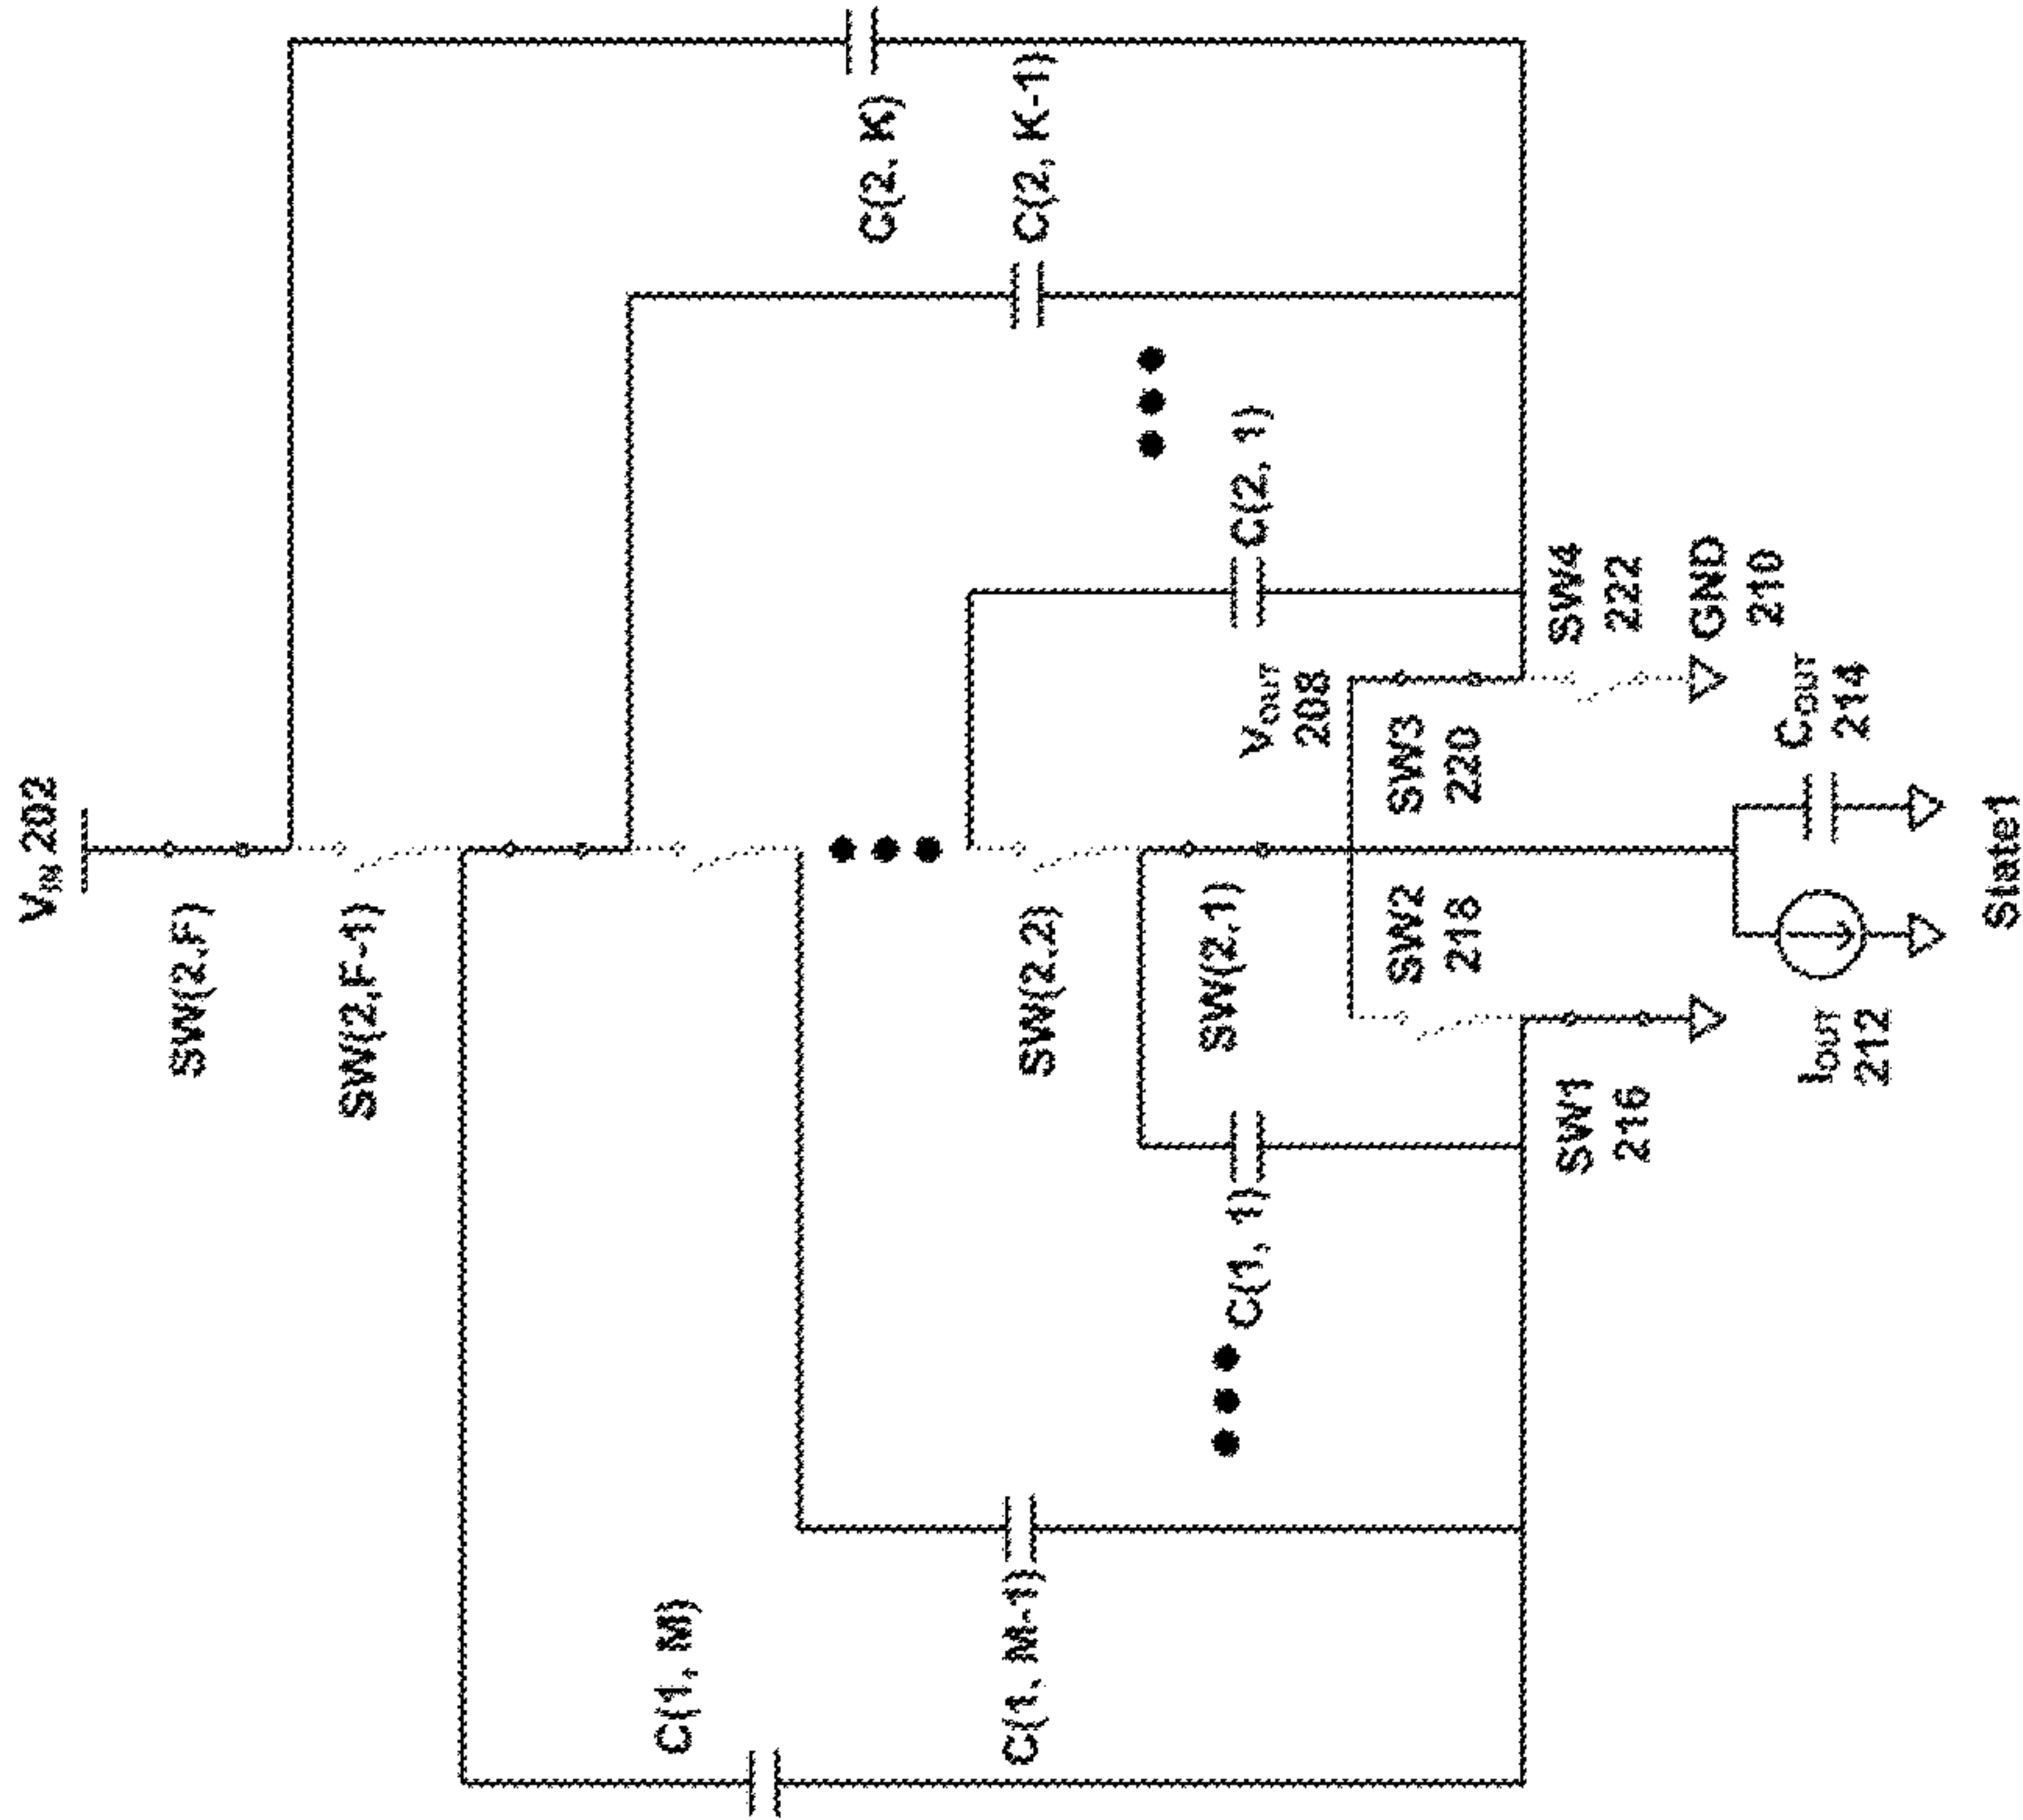 V_IN 202
SW(2,F)
SW(2,F-1)
C(2, K)
C(2, K-1)
C(1, M)
C(1, M-1)
SW(2,2)
SW(2,1)
C(2, 1)
C(1, 1)
V_OUT
208
SW2
218
SW3
220
SW1
216
SW4
222
GND
210
I_OUT
212
C_OUT
214
State1